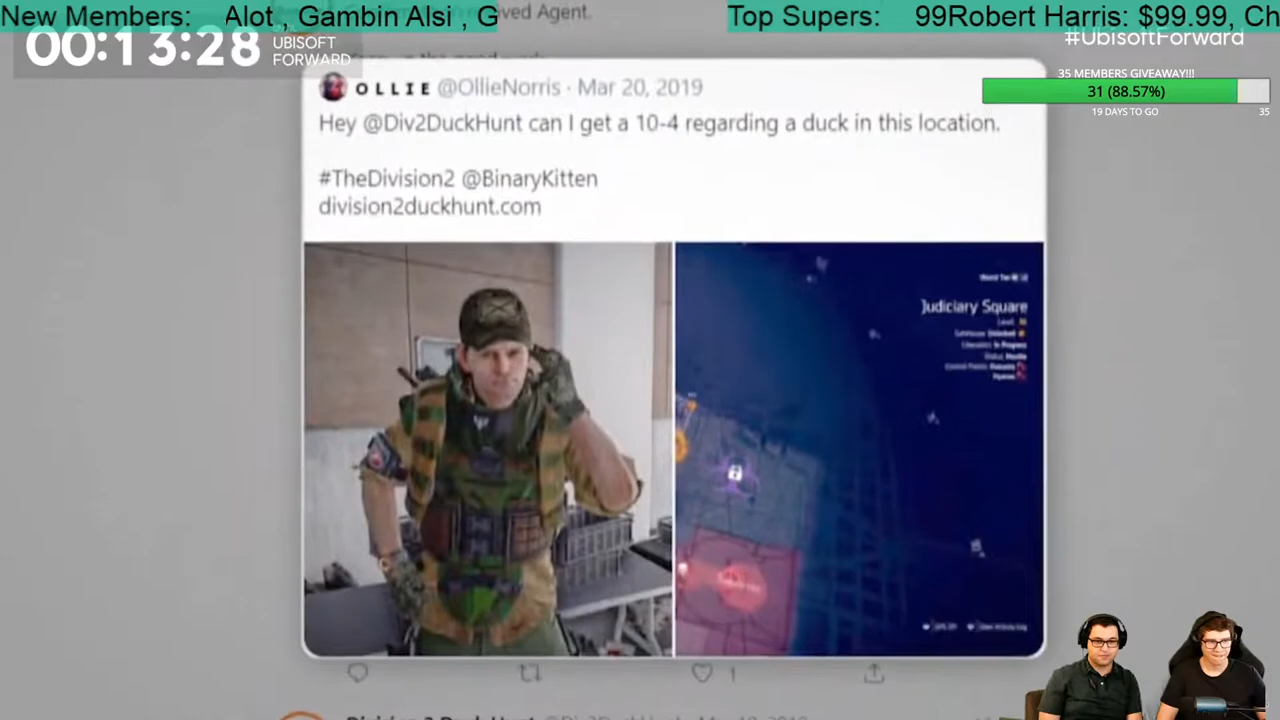 New Members: Alot , Gambin Alsi , G
Top Supers: 99Robert Harris: $99.99, Ch
ved Agent.
00:13:28
UBISOFT
FORWARD
#UbisoftForward
35 MEMBERS GIVEAWAY!!!
31 (88.57%)
19 DAYS TO GO
35
OLLIE @OllieNorris · Mar 20, 2019
Hey @Div2DuckHunt can I get a 10-4 regarding a duck in this location.
#TheDivision2 @BinaryKitten
division2duckhunt.com
Judiciary Square
1